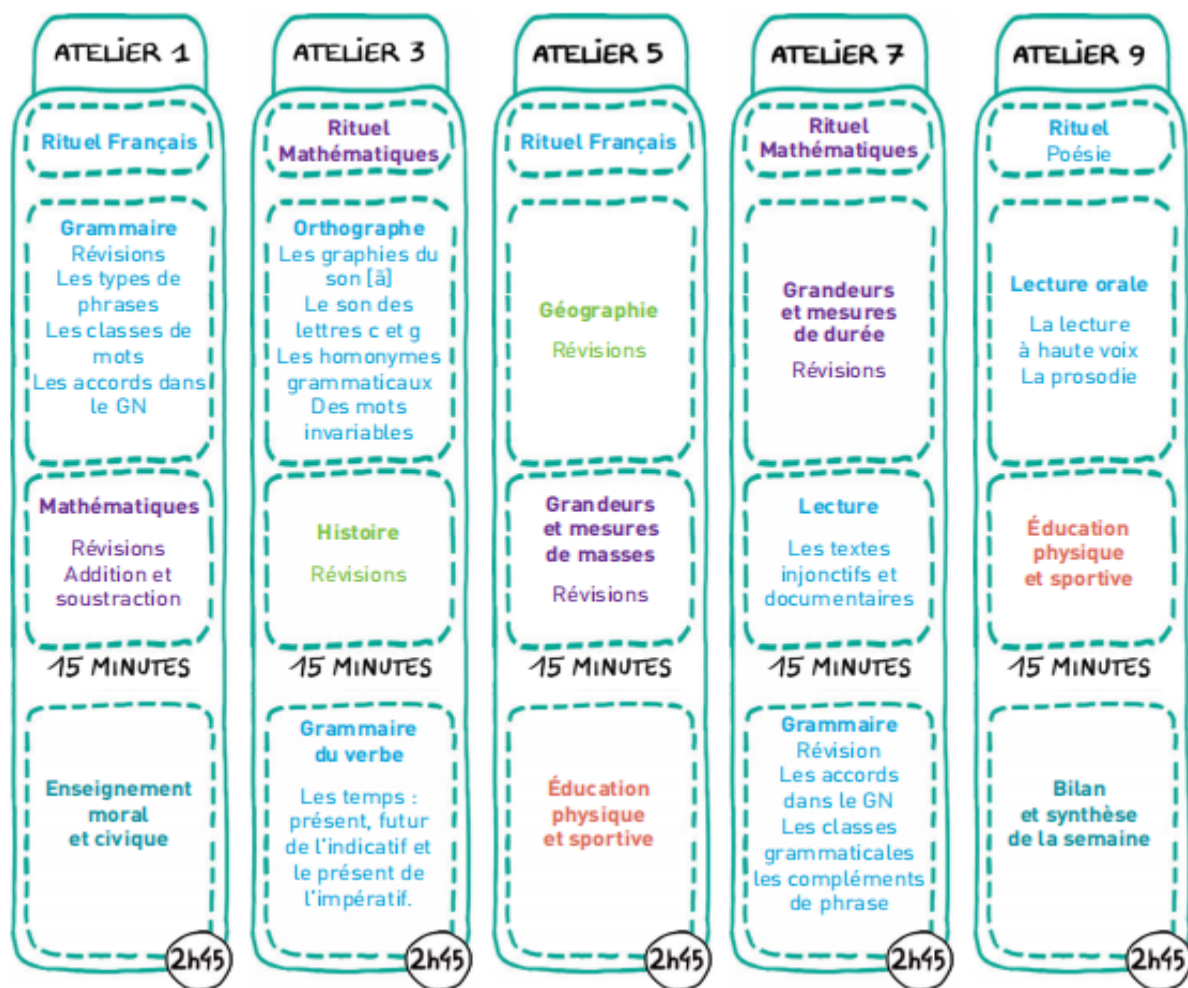 ATELIER 1
Rituel Français
Grammaire
Révisions
Les types de
phrases
Les classes de
mots
Les accords dans
le GN
Mathématiques
Révisions
Addition et
soustraction
15 MINUTES
Enseignement
moral
et civique
2h45
ATELIER 3
Rituel
Mathématiques
Orthographe
Les graphies du
son [ã]
Le son des
lettres c et g
Les homonymes
grammaticaux
Des mots
invariables
Histoire
Révisions
15 MINUTES
Grammaire
du verbe
Les temps :
présent, futur
de l'indicatif et
le présent de
l'impératif.
2h45
ATELIER 5
Rituel Français
Géographie
Révisions
Grandeurs
et mesures
de masses
Révisions
15 MINUTES
Éducation
physique
et sportive
2h45
ATELIER 7
Rituel
Mathématiques
Grandeurs
et mesures
de durée
Révisions
Lecture
Les textes
injonctifs et
documentaires
15 MINUTES
Grammaire
Révision
Les accords
dans le GN
Les classes
grammaticales
les compléments
de phrase
2h45
ATELIER 9
Rituel
Poésie
Lecture orale
La lecture
à haute voix
La prosodie
Éducation
physique
et sportive
15 MINUTES
Bilan
et synthèse
de la semaine
2h45